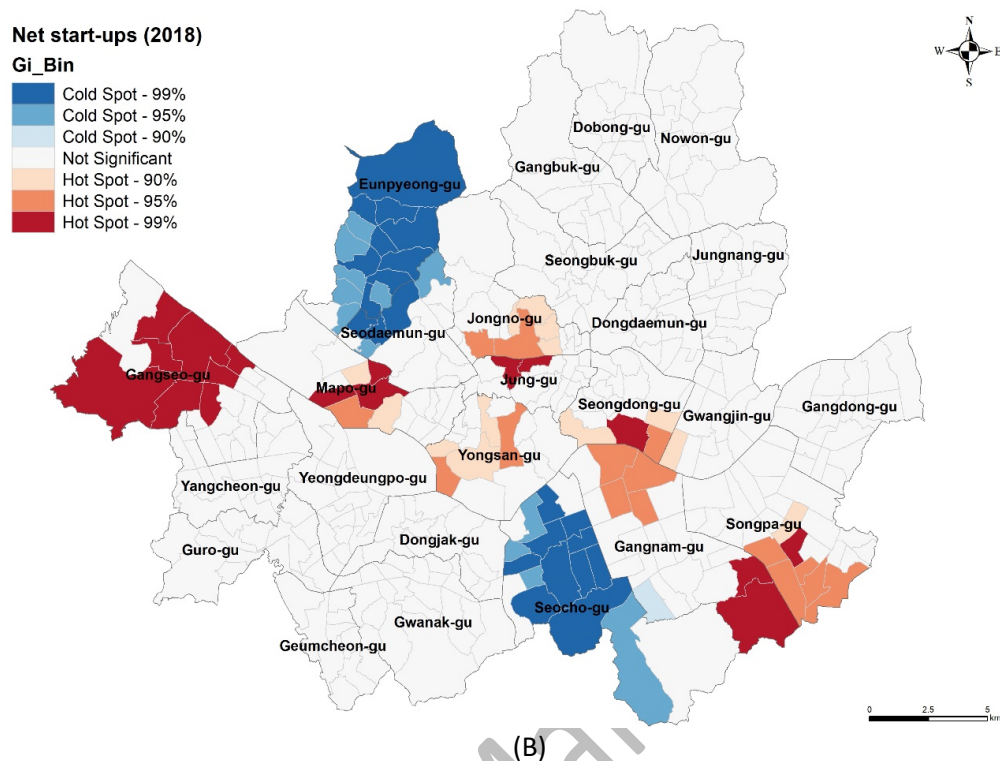 Net start-ups (2018)
Gi_Bin
Cold Spot - 99%
Cold Spot - 95%
Cold Spot - 90%
Not Significant
Hot Spot - 90%
Hot Spot - 95%
Hot Spot - 99%
N
W
E
S
Dobong-gu
Nowon-gu
Gangbuk-gu
Eunpyeong-gu
Jungnang-gu
Seongbuk-gu
Jongno-gu
Dongdaemun-gu
Seodaemun-gu
Gangseo-gu
Mapo-gu
Jung-gu
Seongdong-gu
Gwangjin-gu
Gangdong-gu
Yongsan-gu
Yangcheon-gu
Yeongdeungpo-gu
Songpa-gu
Dongjak-gu
Guro-gu
Gangnam-gu
Seocho-gu
Gwanak-gu
Geumcheon-gu
0 2.5 5
km
(B)